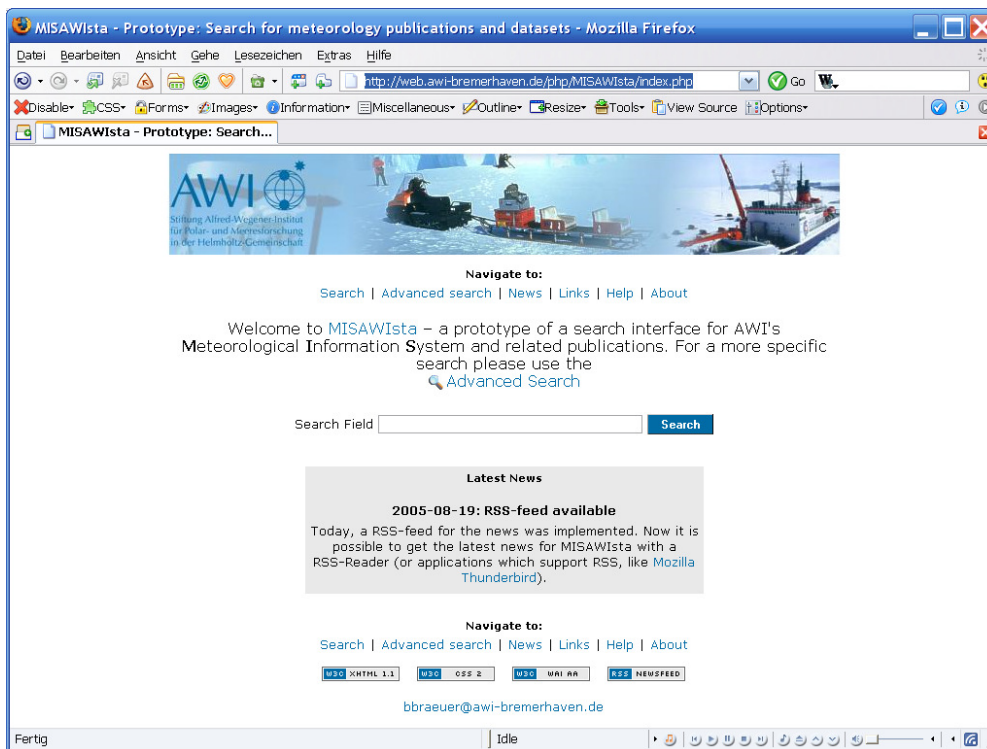 MISAWIsta - Prototype: Search for meteorology publications and datasets - Mozilla Firefox
Datei Bearbeiten Ansicht Gehe Lesezeichen Extras Hilfe
http://web.awi-bremerhaven.de/php/MISAWIsta/index.php Go W.
Disable CSS Forms Images Information Miscellaneous Outline Resize Tools View Source Options
MISAWIsta - Prototype: Search...
AWI
Stiftung Alfred-Wegener-Institut
für Polar- und Meeresforschung
in der Helmholtz-Gemeinschaft
Navigate to:
Search | Advanced search | News | Links | Help | About
Welcome to MISAWIsta – a prototype of a search interface for AWI's
Meteorological Information System and related publications. For a more specific
search please use the
Advanced Search
Search Field Search
Latest News
2005-08-19: RSS-feed available
Today, a RSS-feed for the news was implemented. Now it is
possible to get the latest news for MISAWIsta with a
RSS-Reader (or applications which support RSS, like Mozilla
Thunderbird).
Navigate to:
Search | Advanced search | News | Links | Help | About
W3C XHTML 1.1 W3C CSS 2 W3C WAI AA RSS NEWSFEED
bbraeuer@awi-bremerhaven.de
Fertig Idle